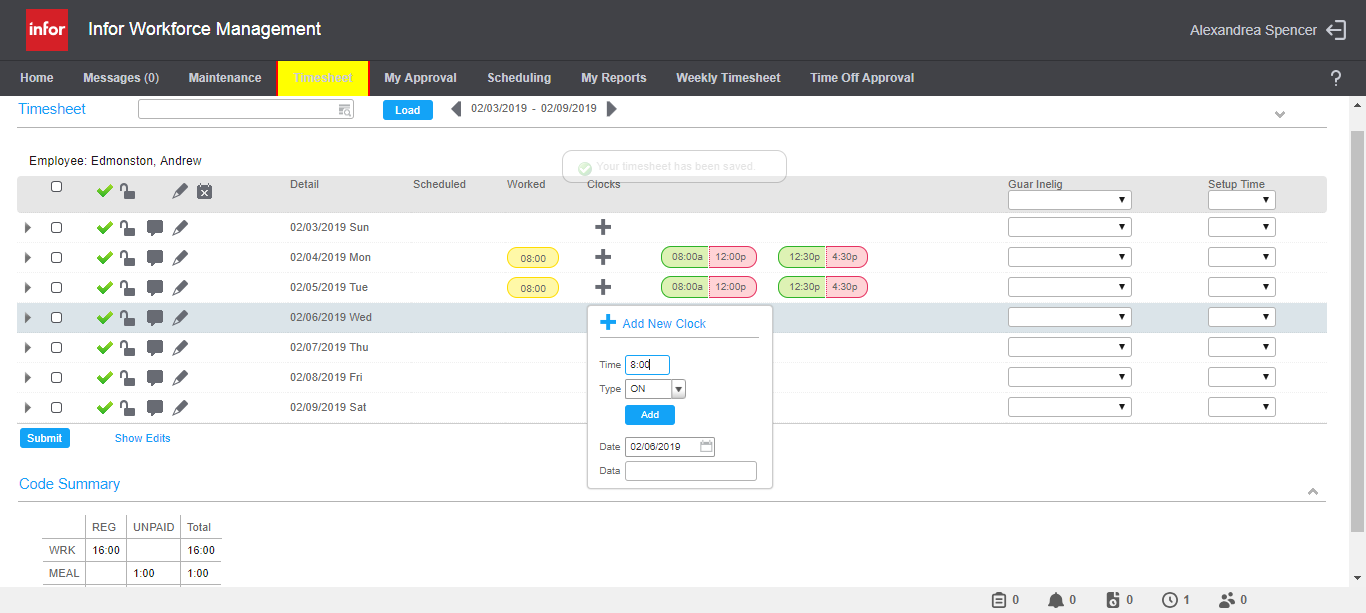 infor Infor Workforce Management Alexandrea Spencer
Home Messages (0) Maintenance Timesheet My Approval Scheduling My Reports Weekly Timesheet Time Off Approval ?
Timesheet Load 02/03/2019 - 02/09/2019
Employee: Edmonston, Andrew
Your timesheet has been saved.
Detail Scheduled Worked Clocks Guar Inelig Setup Time
02/03/2019 Sun
02/04/2019 Mon 08:00 08:00a 12:00p 12:30p 4:30p
02/05/2019 Tue 08:00 08:00a 12:00p 12:30p 4:30p
02/06/2019 Wed
02/07/2019 Thu
02/08/2019 Fri
02/09/2019 Sat
Add New Clock
Time 8:00
Type ON
Add
Date 02/06/2019
Data
Submit Show Edits
Code Summary
REG UNPAID Total
WRK 16:00 16:00
MEAL 1:00 1:00
0 0 0 1 0